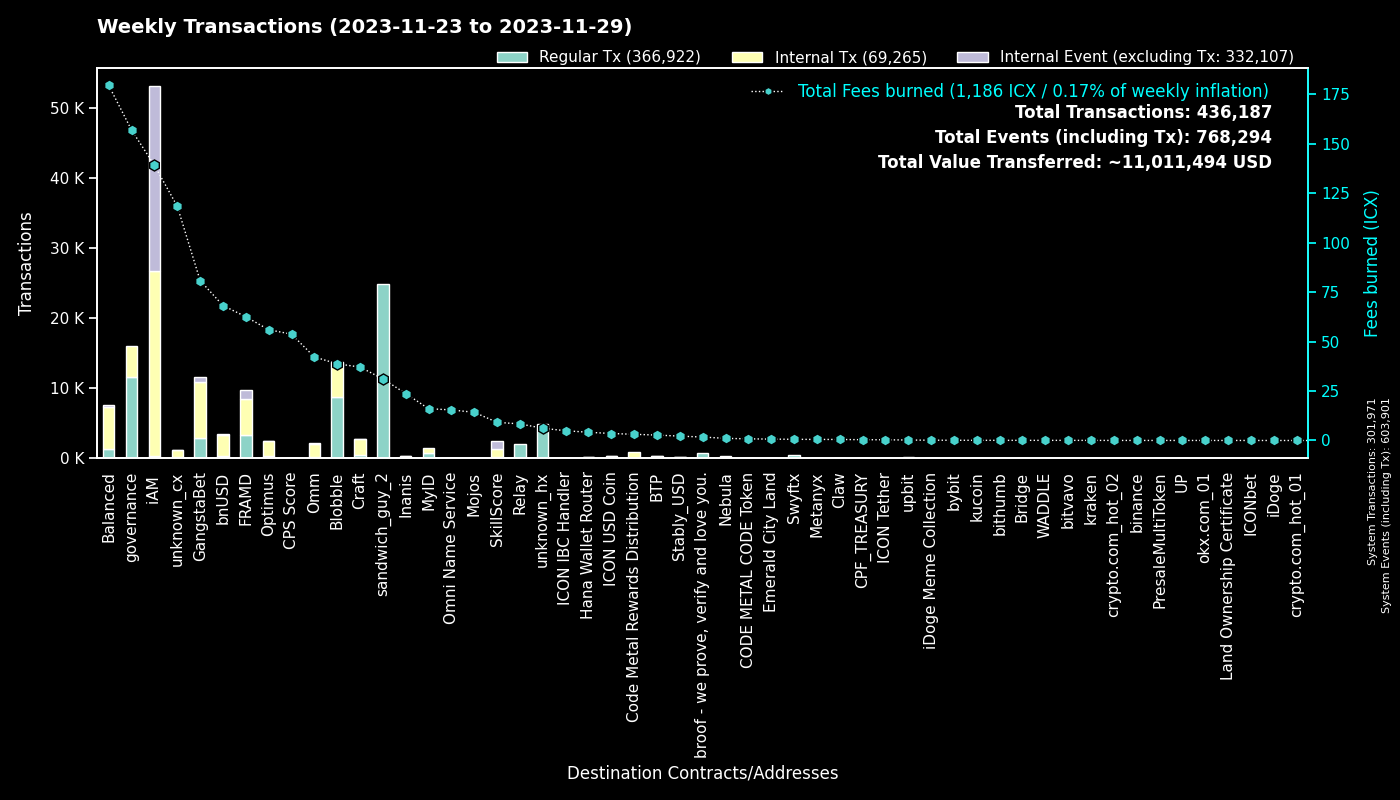 Weekly Transactions (2023-11-23 to 2023-11-29)
Regular Tx (366,922)
Internal Tx (69,265)
Internal Event (excluding Tx: 332,107)
Total Fees burned (1,186 ICX / 0.17% of weekly inflation)
Total Transactions: 436,187
Total Events (including Tx): 768,294
Total Value Transferred: ~11,011,494 USD
Transactions
50 K
40 K
30 K
20 K
10 K
0 K
175
150
125
100
75
50
25
0
Fees burned (ICX)
System Transactions: 301,971
System Events (including Tx): 603,901
Balanced
governance
iAM
unknown_cx
GangstaBet
bnUSD
FRAMD
Optimus
CPS Score
Omm
Blobble
Craft
sandwich_guy_2
Inanis
MyID
Omni Name Service
Mojos
SkillScore
Relay
unknown_hx
ICON IBC Handler
Hana Wallet Router
ICON USD Coin
Code Metal Rewards Distribution
BTP
Stably_USD
broof - we prove, verify and love you.
Nebula
CODE METAL CODE Token
Emerald City Land
Swyftx
Metanyx
Claw
CPF_TREASURY
ICON Tether
upbit
iDoge Meme Collection
bybit
kucoin
bithumb
Bridge
WADDLE
bitvavo
kraken
crypto.com_hot_02
binance
PresaleMultiToken
UP
okx.com_01
Land Ownership Certificate
ICONbet
iDoge
crypto.com_hot_01
Destination Contracts/Addresses